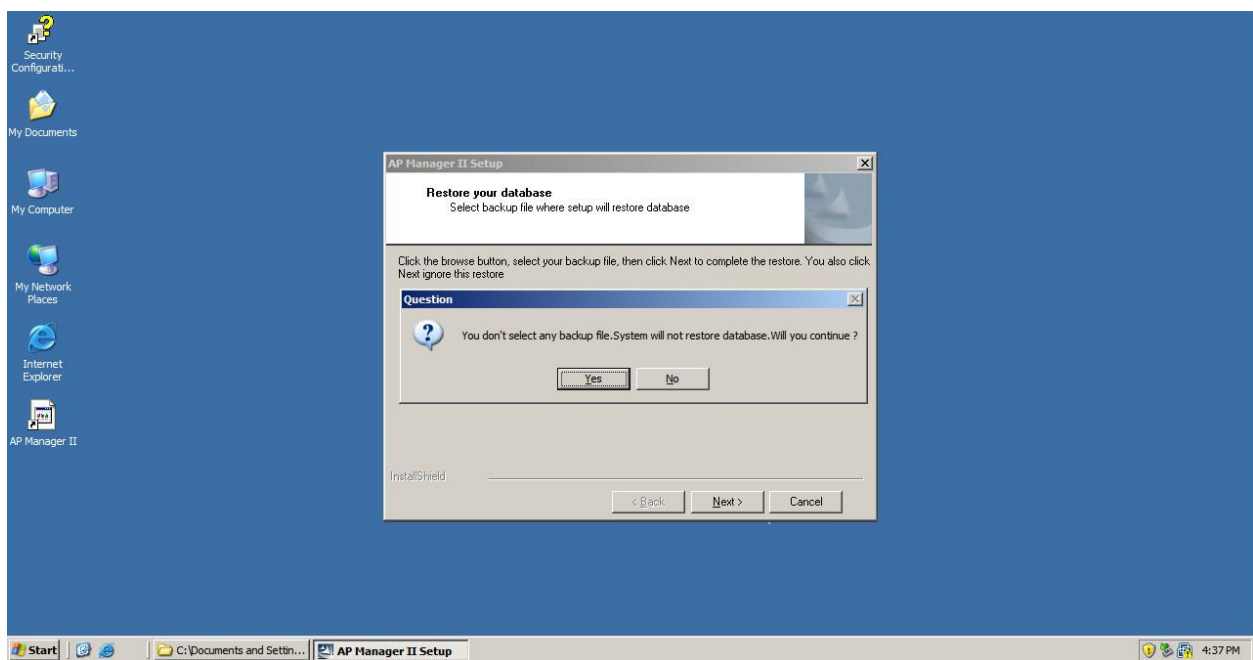 Security
Configurati...
My Documents
My Computer
My Network
Places
Internet
Explorer
AP Manager II
AP Manager II Setup
Restore your database
Select backup file where setup will restore database
Click the browse button, select your backup file, then click Next to complete the restore. You also click
Next ignore this restore
Question
You don't select any backup file.System will not restore database.Will you continue ?
Yes
No
InstallShield
< Back
Next >
Cancel
Start
C:\Documents and Settin...
AP Manager II Setup
4:37 PM